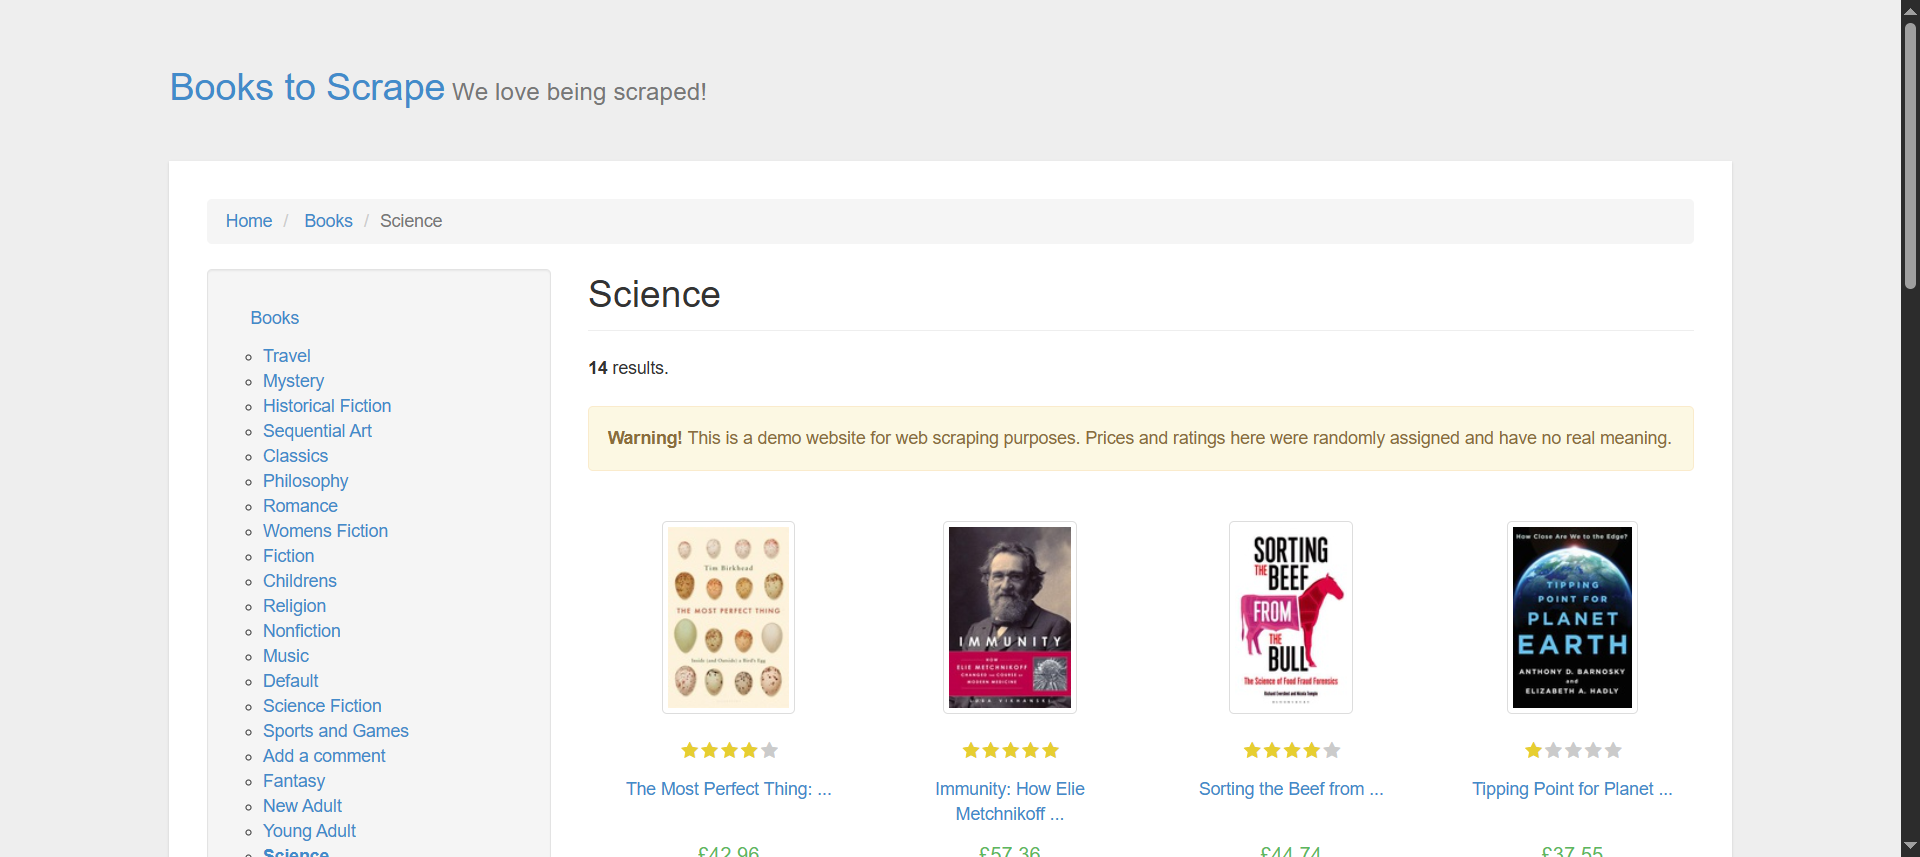 Books to Scrape We love being scraped!
Home / Books / Science
Books
Travel
Mystery
Historical Fiction
Sequential Art
Classics
Philosophy
Romance
Womens Fiction
Fiction
Childrens
Religion
Nonfiction
Music
Default
Science Fiction
Sports and Games
Add a comment
Fantasy
New Adult
Young Adult
Science
Science
14 results.
Warning! This is a demo website for web scraping purposes. Prices and ratings here were randomly assigned and have no real meaning.
Tim Birkhead
THE MOST PERFECT THING
Inside (and Outside) a Bird's Egg
The Most Perfect Thing: ...
£42.96
IMMUNITY
HOW
ELIE METCHNIKOFF
CHANGED THE COURSE OF
MODERN MEDICINE
Immunity: How Elie
Metchnikoff ...
£57.36
SORTING
THE
BEEF
FROM
THE
BULL
The Science of Food Fraud Forensics
Sorting the Beef from ...
£44.74
How Close Are We to the Edge?
TIPPING
POINT FOR
PLANET
EARTH
ANTHONY D. BARNOSKY
and
ELIZABETH A. HADLY
Tipping Point for Planet ...
£37.55